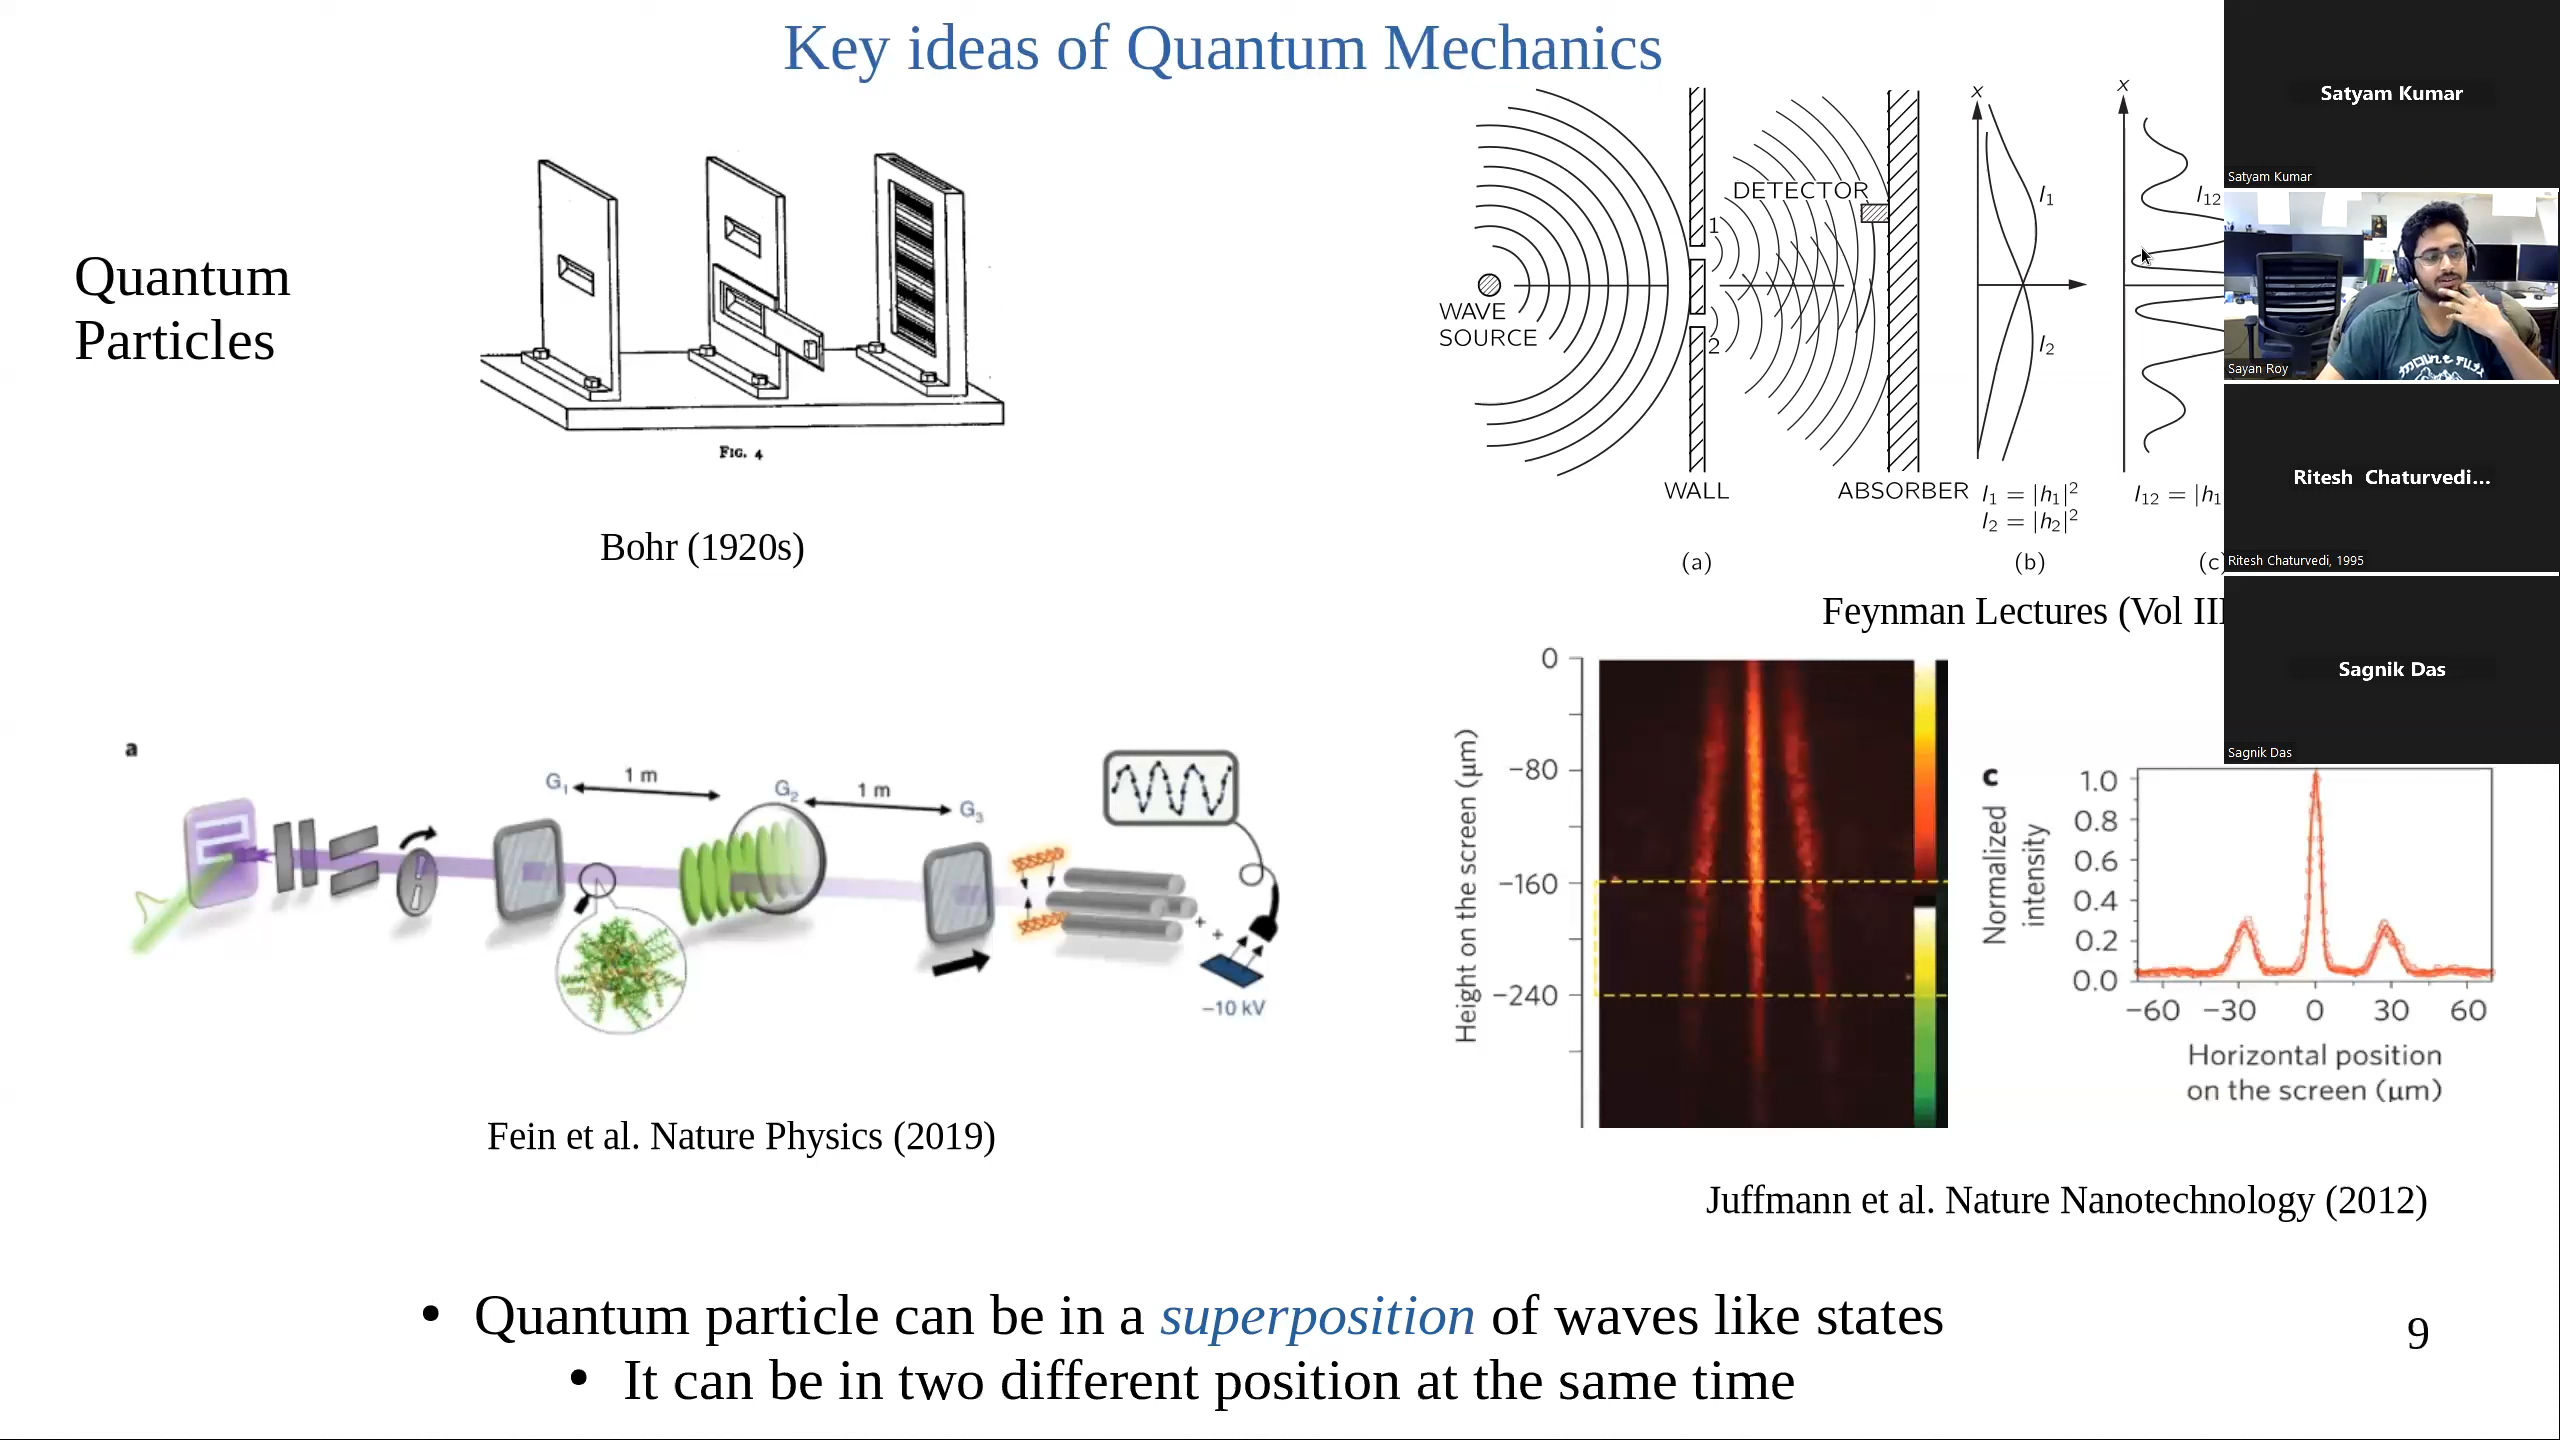 Key ideas of Quantum Mechanics
Quantum
Particles
FIG. 4
Bohr (1920s)
WAVE
SOURCE
1
2
DETECTOR
WALL
ABSORBER
x
I₁
I₂
I₁ = |h₁|²
I₂ = |h₂|²
x
I₁₂
I₁₂ = |h₁
(a)
(b)
(c)
Feynman Lectures (Vol III
a
G₁
1 m
G₂
1 m
G₃
+
+
−10 kV
Fein et al. Nature Physics (2019)
Height on the screen (μm)
0
−80
−160
−240
c
Normalized
intensity
1.0
0.8
0.6
0.4
0.2
0.0
−60 −30 0 30 60
Horizontal position
on the screen (μm)
Juffmann et al. Nature Nanotechnology (2012)
• Quantum particle can be in a superposition of waves like states
• It can be in two different position at the same time
9
Satyam Kumar
Satyam Kumar
Sayan Roy
Ritesh Chaturvedi...
Ritesh Chaturvedi, 1995
Sagnik Das
Sagnik Das